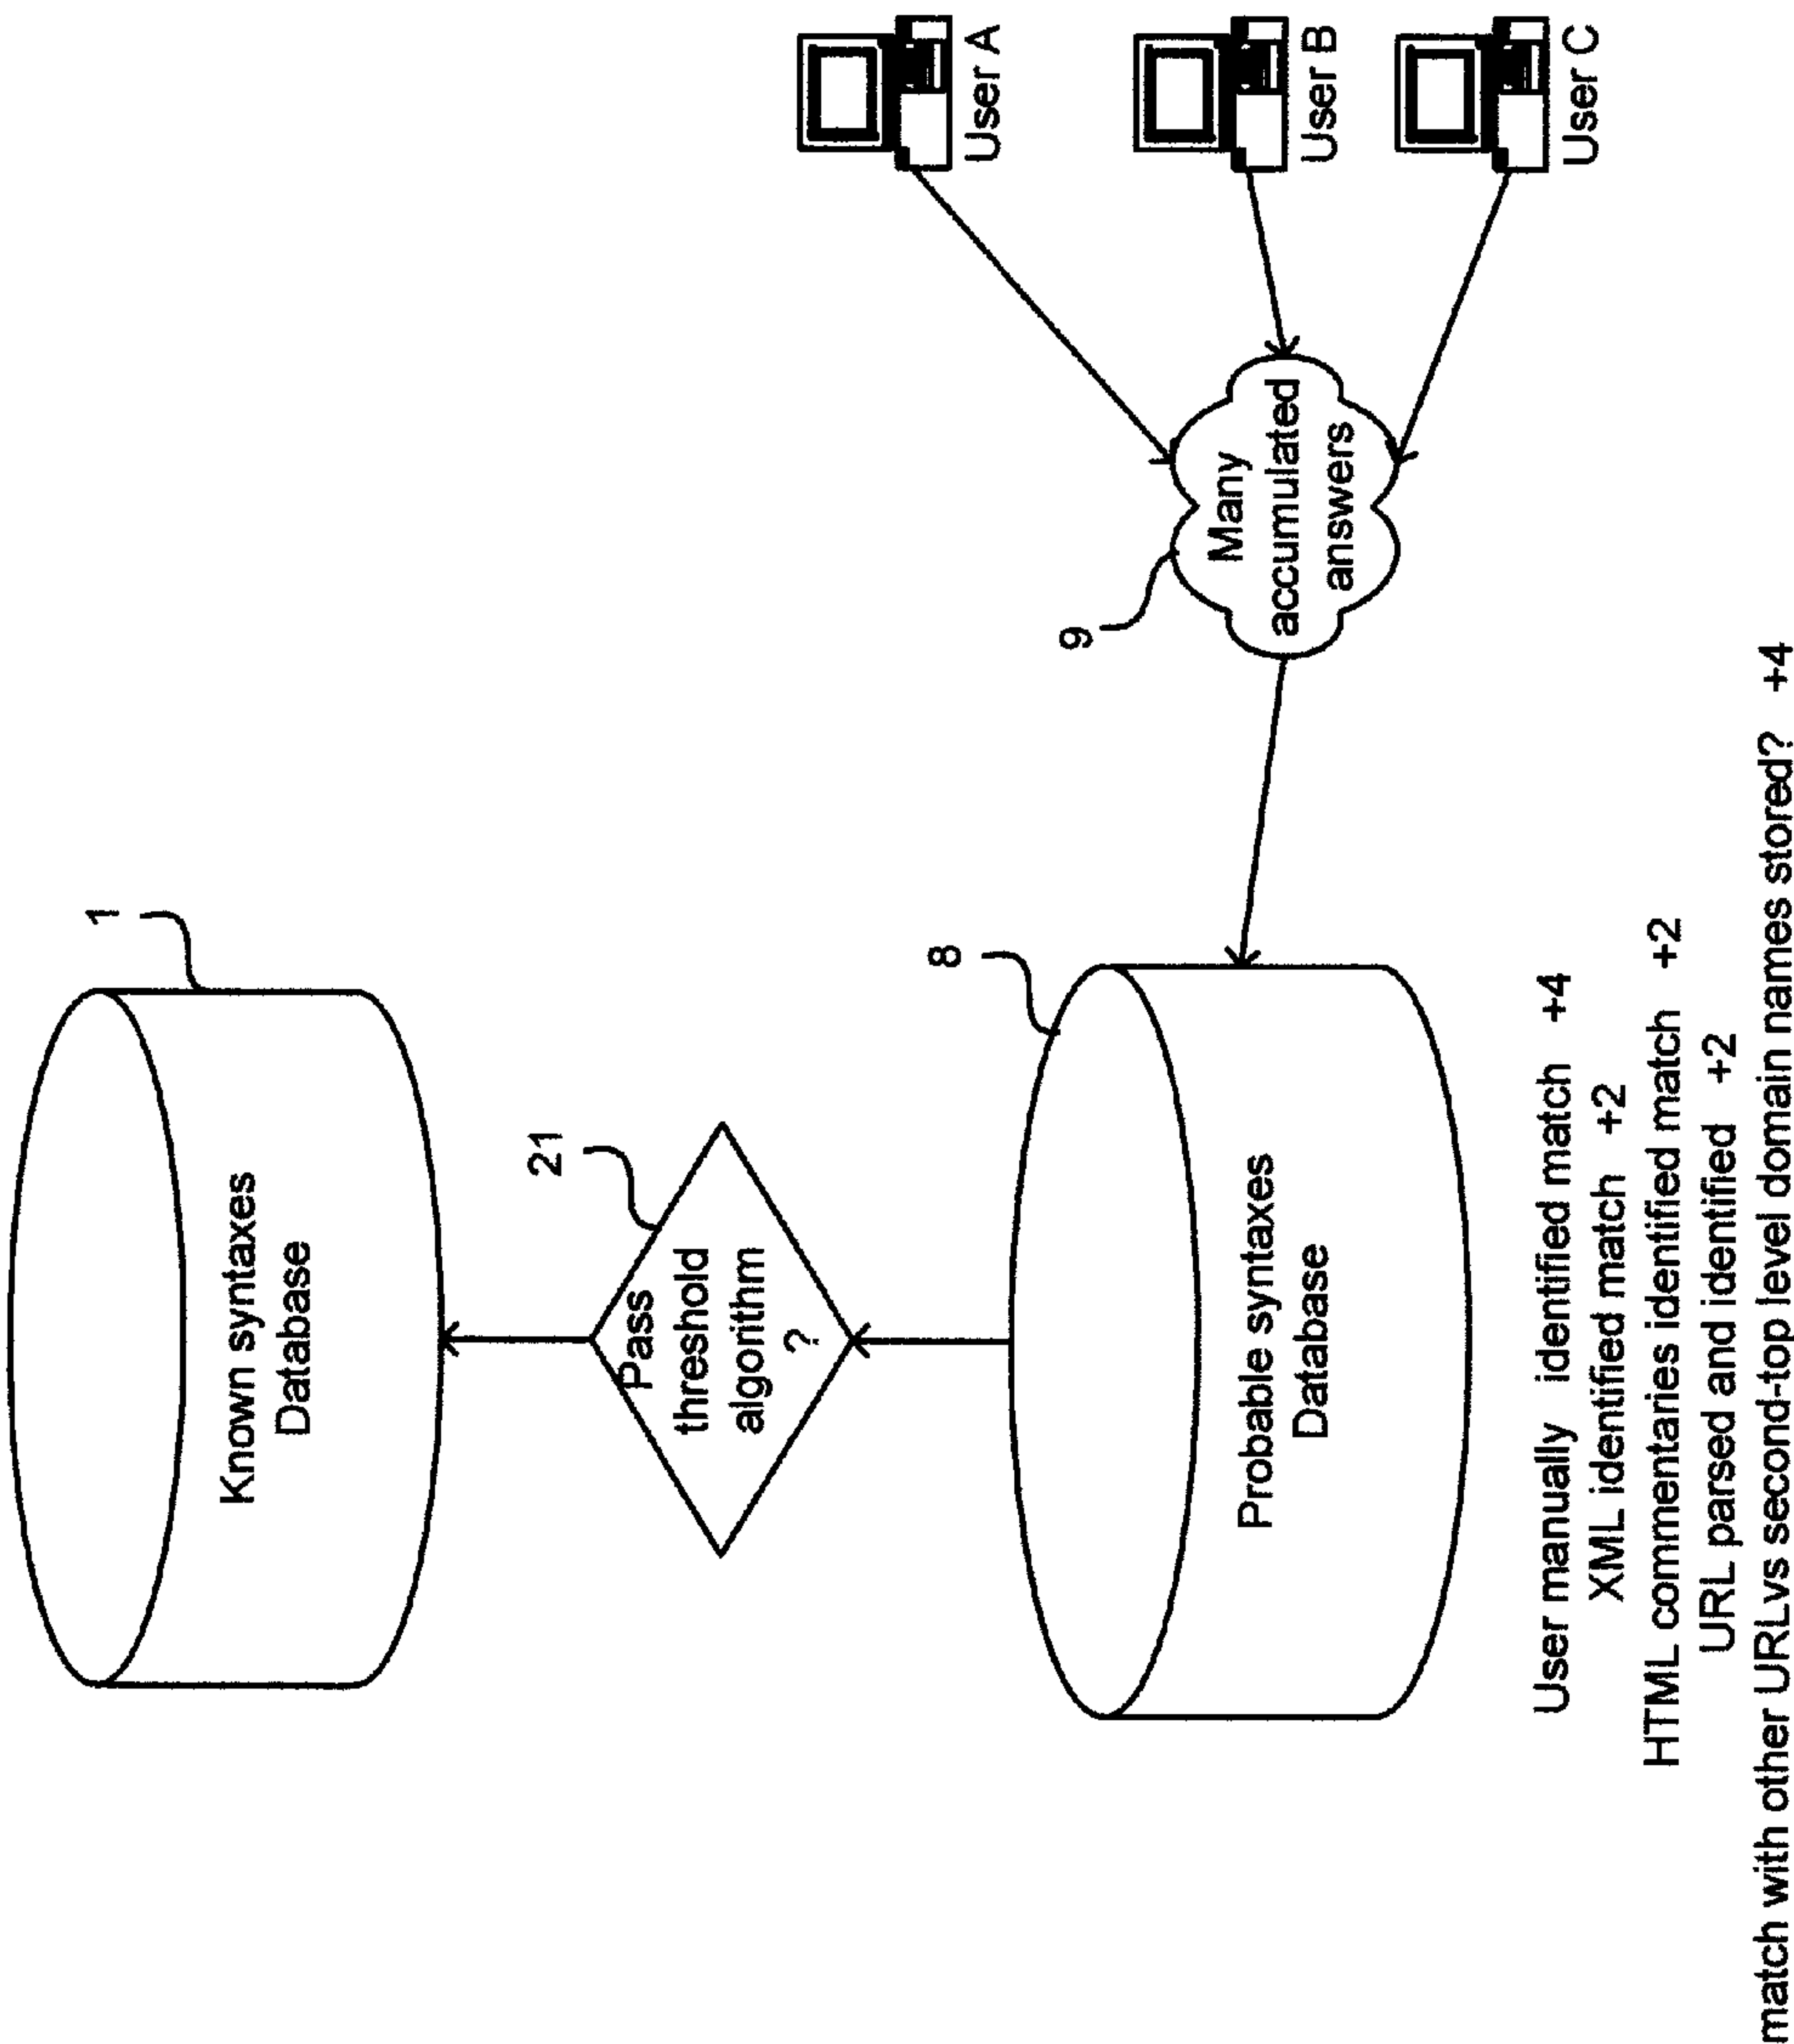 1
Known syntaxes
Database
21
Pass
threshold
algorithm
?
8
Probable syntaxes
Database
9
Many
accumulated
answers
User A
User B
User C
User manually identified match +4
XML identified match +2
HTML commentaries identified match +2
URL parsed and identified +2
match with other URLvs second-top level domain names stored? +4